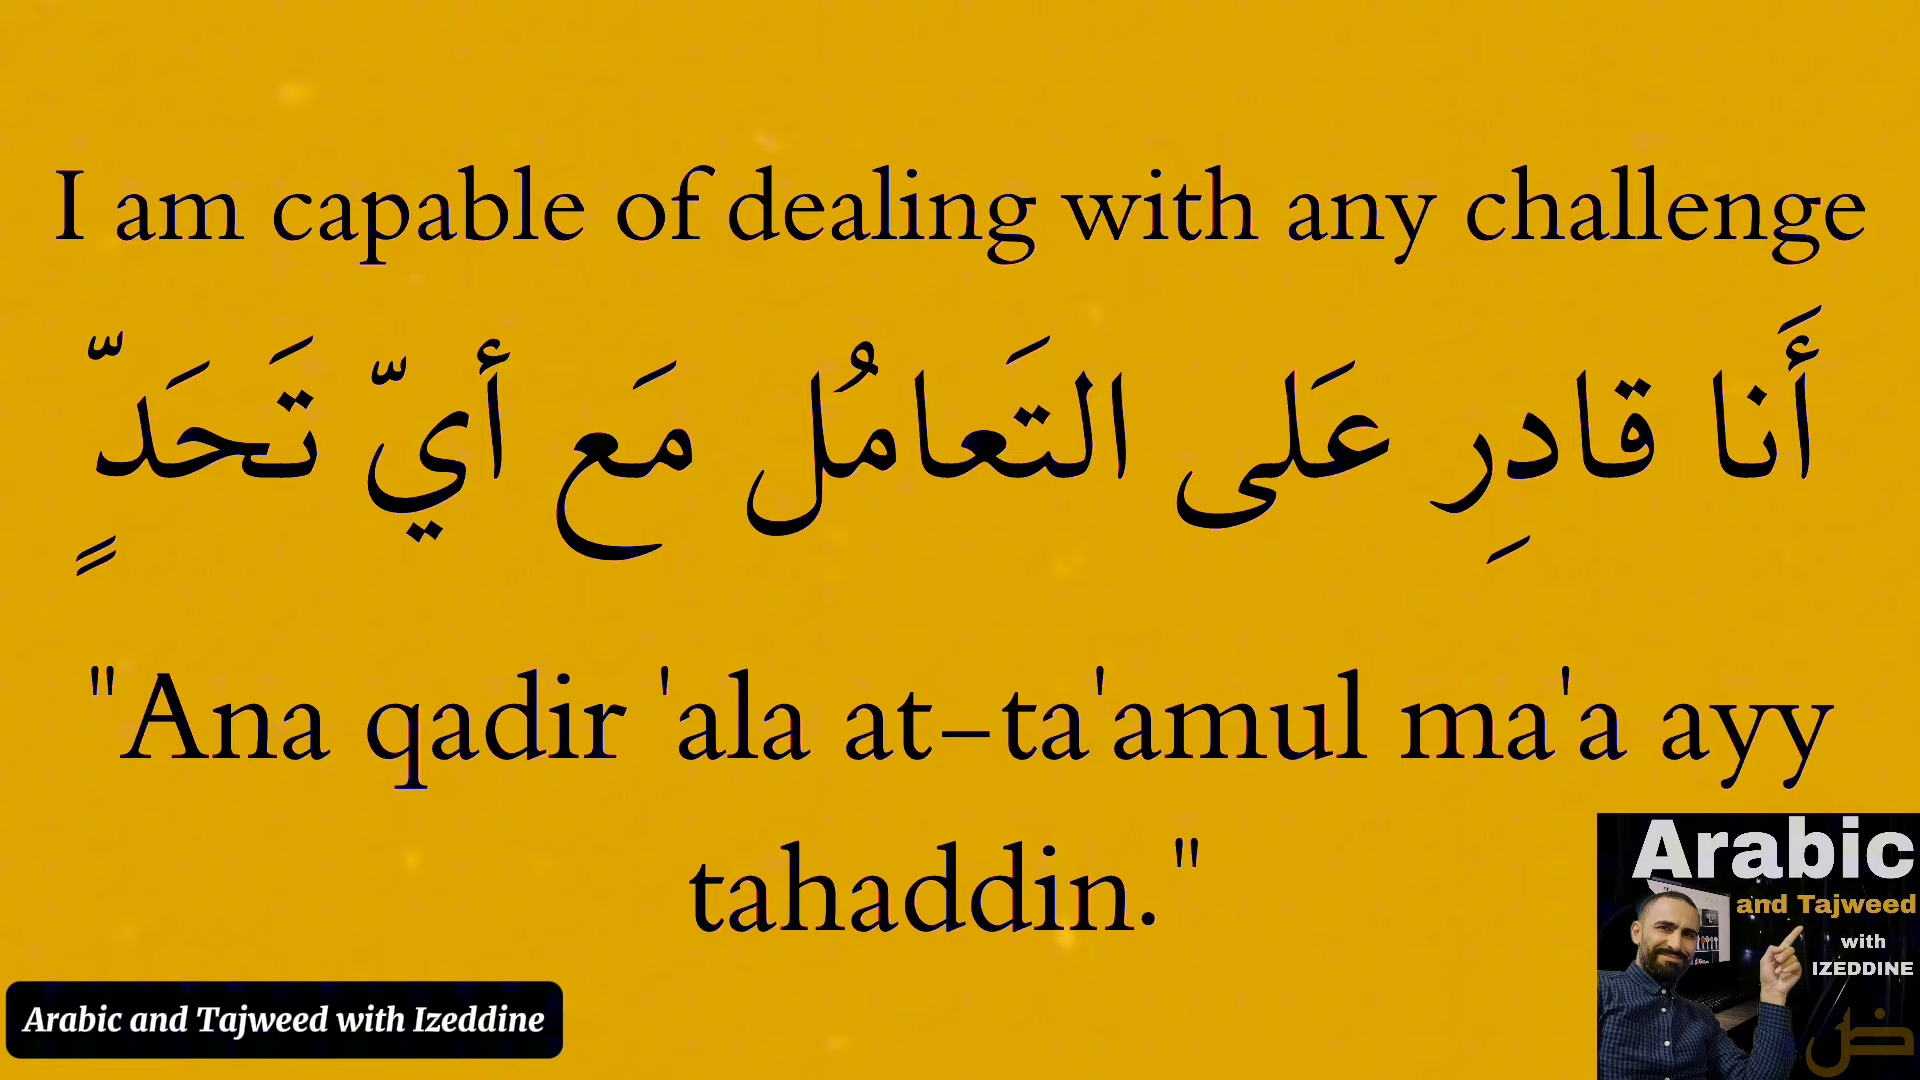 I am capable of dealing with any challenge
أَنا قادِر عَلى التَعامُل مَع أيّ تَحَدٍّ
"Ana qadir 'ala at–ta'amul ma'a ayy
tahaddin."
Arabic
and Tajweed
with
IZEDDINE
ض
Arabic and Tajweed with Izeddine